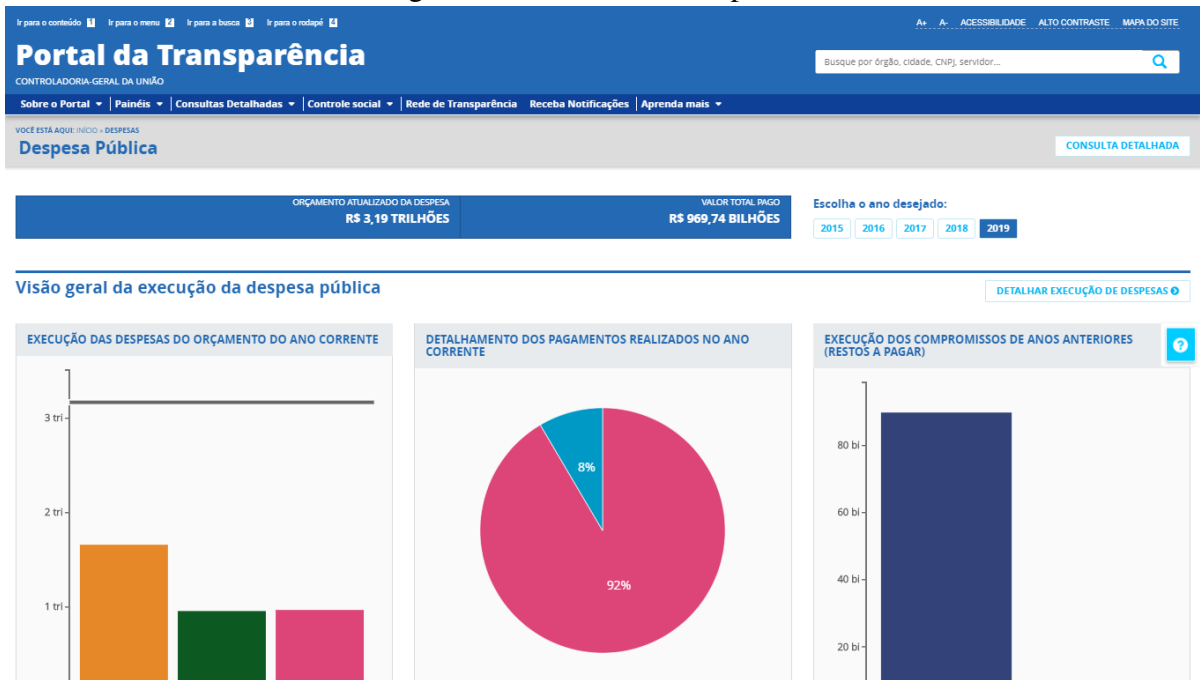 Ir para o conteúdo 1 Ir para o menu 2 Ir para a busca 3 Ir para o rodapé 4
A+ A- ACESSIBILIDADE ALTO CONTRASTE MAPA DO SITE
Portal da Transparência
CONTROLADORIA-GERAL DA UNIÃO
Busque por órgão, cidade, CNPJ, servidor...
Sobre o Portal Painéis Consultas Detalhadas Controle social Rede de Transparência Receba Notificações Aprenda mais
VOCÊ ESTÁ AQUI: INÍCIO » DESPESAS
Despesa Pública
CONSULTA DETALHADA
ORÇAMENTO ATUALIZADO DA DESPESA
R$ 3,19 TRILHÕES
VALOR TOTAL PAGO
R$ 969,74 BILHÕES
Escolha o ano desejado:
2015 2016 2017 2018 2019
Visão geral da execução da despesa pública
DETALHAR EXECUÇÃO DE DESPESAS
EXECUÇÃO DAS DESPESAS DO ORÇAMENTO DO ANO CORRENTE
3 tri
2 tri
1 tri
DETALHAMENTO DOS PAGAMENTOS REALIZADOS NO ANO
CORRENTE
8%
92%
EXECUÇÃO DOS COMPROMISSOS DE ANOS ANTERIORES
(RESTOS A PAGAR)
?
80 bi
60 bi
40 bi
20 bi